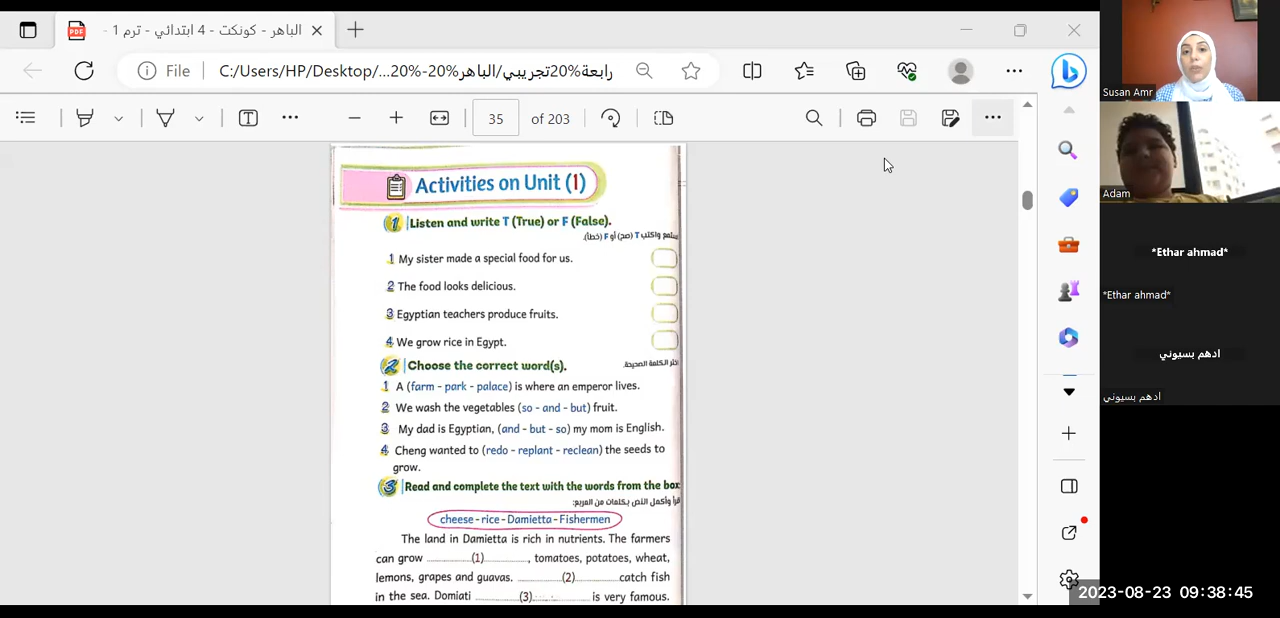 الباهر - كونكت - 4 ابتدائي - ترم 1 -
File
C:/Users/HP/Desktop/...رابعة%20تجريبي/الباهر%20-%20
35 of 203
Activities on Unit (1)
1 Listen and write T (True) or F (False).
استمع واكتب T (صح) أو F (خطأ).
1 My sister made a special food for us.
2 The food looks delicious.
3 Egyptian teachers produce fruits.
4 We grow rice in Egypt.
2 Choose the correct word(s).
اختر الكلمة الصحيحة.
1 A (farm - park - palace) is where an emperor lives.
2 We wash the vegetables (so - and - but) fruit.
3 My dad is Egyptian, (and - but - so) my mom is English.
4 Cheng wanted to (redo - replant - reclean) the seeds to
grow.
3 Read and complete the text with the words from the box
اقرأ وأكمل النص بكلمات من المربع:
cheese - rice - Damietta - Fishermen
The land in Damietta is rich in nutrients. The farmers
can grow ................(1)................, tomatoes, potatoes, wheat,
lemons, grapes and guavas. ................(2)................catch fish
in the sea. Domiati ................(3)................ is very famous.
Susan Amr
Adam
*Ethar ahmad*
*Ethar ahmad*
ادهم بسيوني
ادهم بسيوني
2023-08-23 09:38:45